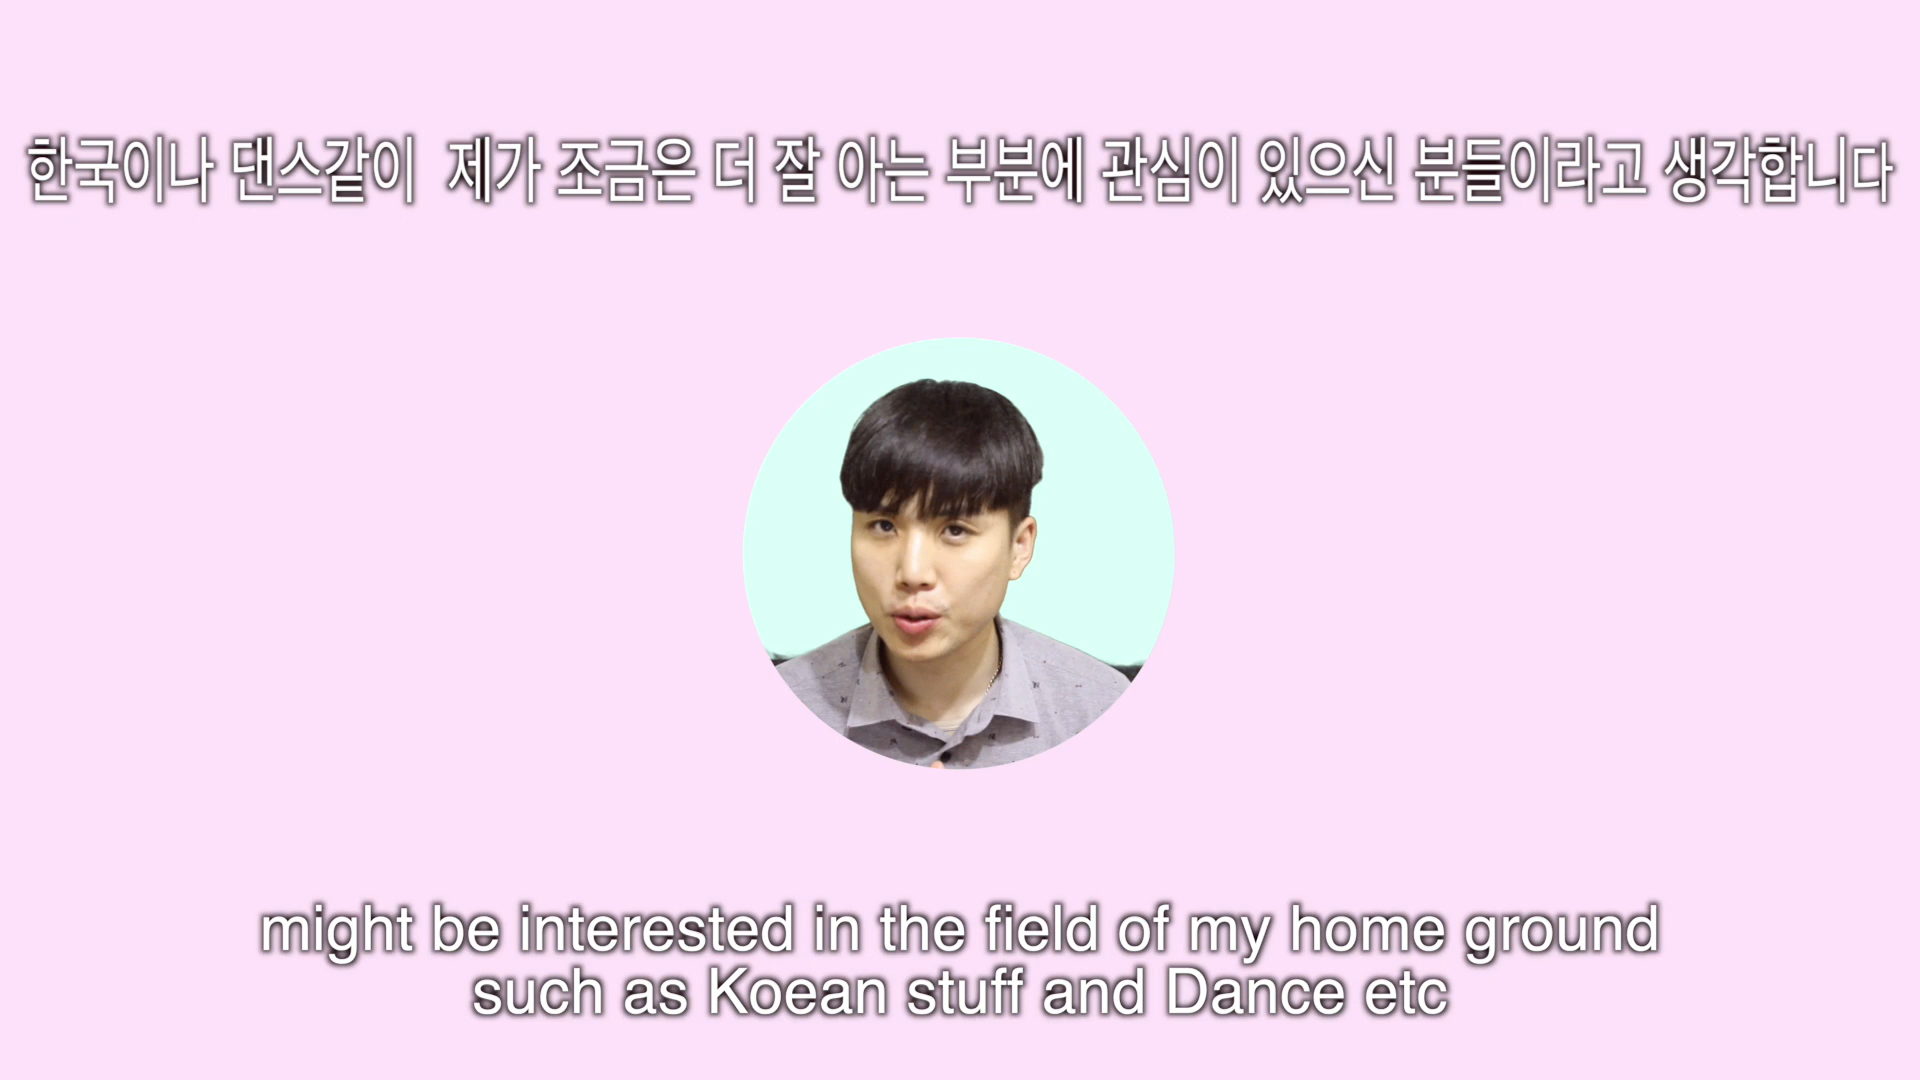 한국이나 댄스같이 제가 조금은 더 잘 아는 부분에 관심이 있으신 분들이라고 생각합니다
might be interested in the field of my home ground
such as Koean stuff and Dance etc